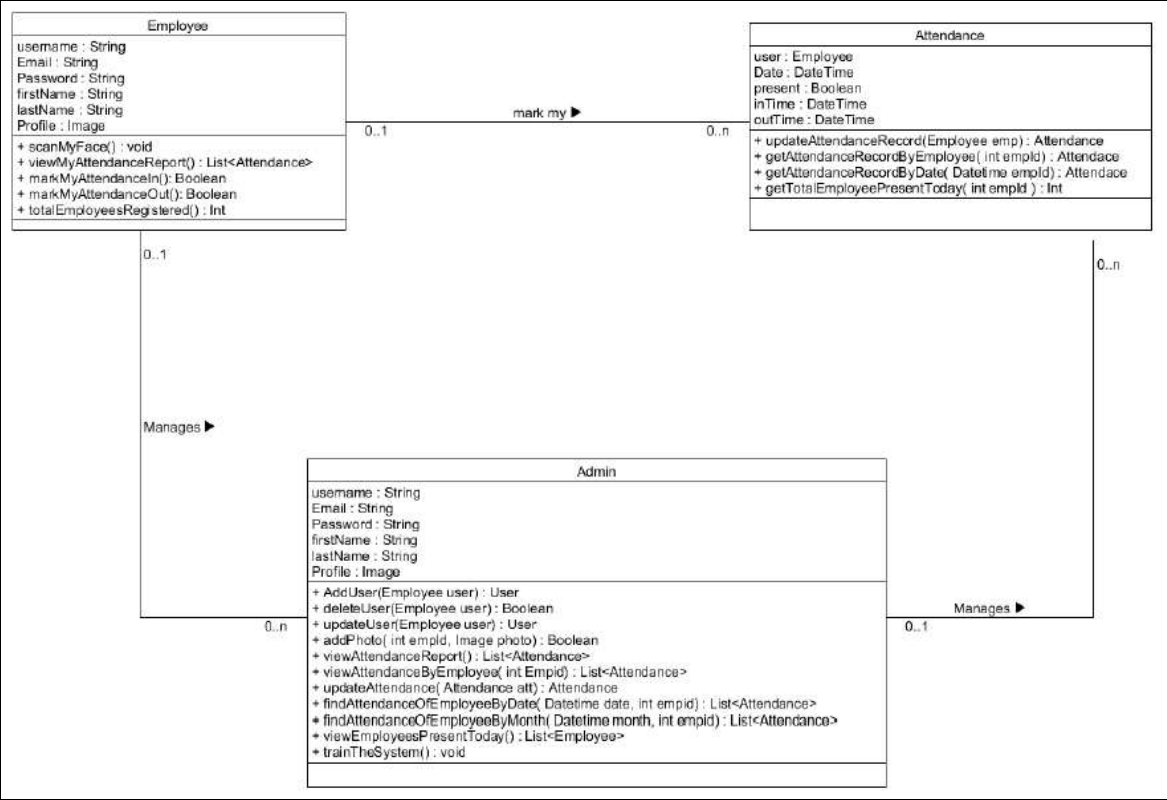 Employee
username : String
Email : String
Password : String
firstName : String
lastName : String
Profile : Image
+ scanMyFace() : void
+ viewMyAttendanceReport() : List<Attendance>
+ markMyAttendanceIn(): Boolean
+ markMyAttendanceOut(): Boolean
+ totalEmployeesRegistered() : Int
mark my ▶
0..1
0..n
Attendance
user : Employee
Date : DateTime
present : Boolean
inTime : DateTime
outTime : DateTime
+ updateAttendanceRecord(Employee emp) : Attendance
+ getAttendanceRecordByEmployee( int empId) : Attendace
+ getAttendanceRecordByDate( Datetime empId) : Attendace
+ getTotalEmployeePresentToday( int empId ) : Int
0..1
0..n
Manages ▶
Admin
username : String
Email : String
Password : String
firstName : String
lastName : String
Profile : Image
+ AddUser(Employee user) : User
+ deleteUser(Employee user) : Boolean
+ updateUser(Employee user) : User
+ addPhoto( int empId, Image photo) : Boolean
+ viewAttendanceReport() : List<Attendance>
+ viewAttendanceByEmployee( int Empid) : List<Attendance>
+ updateAttendance( Attendance att) : Attendance
+ findAttendanceOfEmployeeByDate( Datetime date, int empid) : List<Attendance>
+ findAttendanceOfEmployeeByMonth( Datetime month, int empid) : List<Attendance>
+ viewEmployeesPresentToday() : List<Employee>
+ trainTheSystem() : void
0..n
Manages ▶
0..1